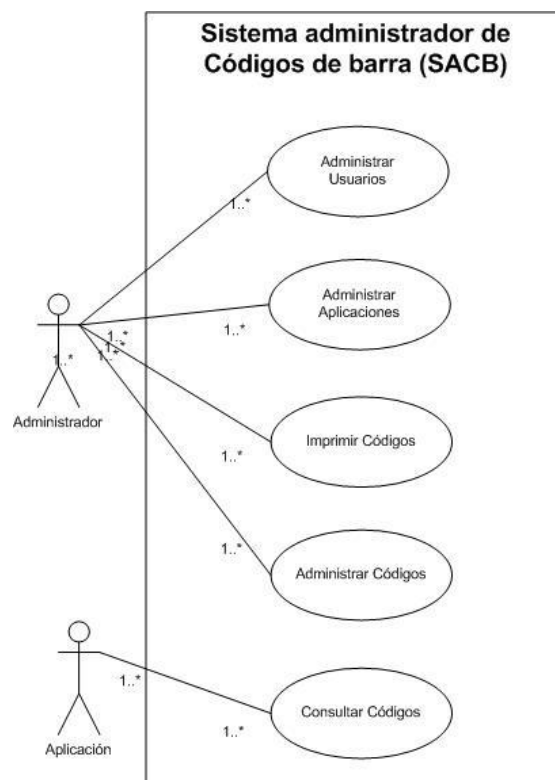 Sistema administrador de
Códigos de barra (SACB)
Administrar
Usuarios
1..*
Administrar
Aplicaciones
1..*
1..*
1..*
1..*
1..*
Administrador
Imprimir Códigos
1..*
Administrar Códigos
1..*
Consultar Códigos
1..*
1..*
Aplicación